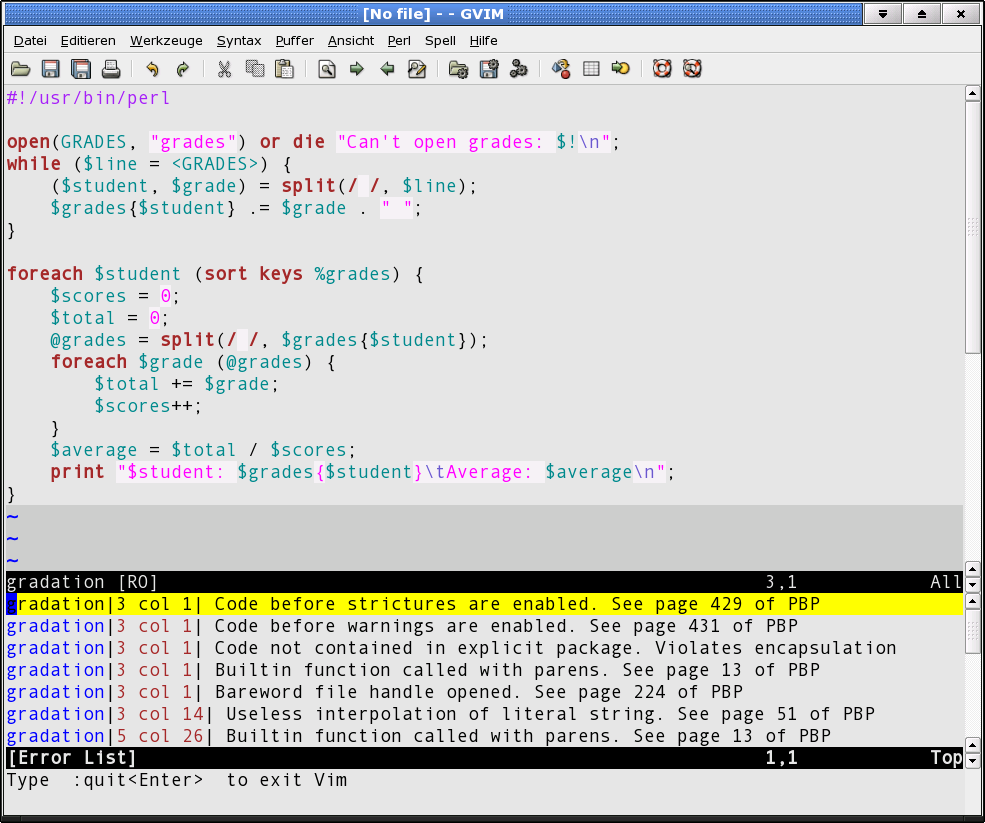 [No file] - - GVIM
Datei Editieren Werkzeuge Syntax Puffer Ansicht Perl Spell Hilfe
#!/usr/bin/perl

open(GRADES, "grades") or die "Can't open grades: $!\n";
while ($line = <GRADES>) {
    ($student, $grade) = split(/ /, $line);
    $grades{$student} .= $grade . " ";
}

foreach $student (sort keys %grades) {
    $scores = 0;
    $total = 0;
    @grades = split(/ /, $grades{$student});
    foreach $grade (@grades) {
        $total += $grade;
        $scores++;
    }
    $average = $total / $scores;
    print "$student: $grades{$student}\tAverage: $average\n";
}
~
~
~
gradation [RO] 3,1 All
gradation|3 col 1| Code before strictures are enabled. See page 429 of PBP
gradation|3 col 1| Code before warnings are enabled. See page 431 of PBP
gradation|3 col 1| Code not contained in explicit package. Violates encapsulation
gradation|3 col 1| Builtin function called with parens. See page 13 of PBP
gradation|3 col 1| Bareword file handle opened. See page 224 of PBP
gradation|3 col 14| Useless interpolation of literal string. See page 51 of PBP
gradation|5 col 26| Builtin function called with parens. See page 13 of PBP
[Error List] 1,1 Top
Type  :quit<Enter>  to exit Vim